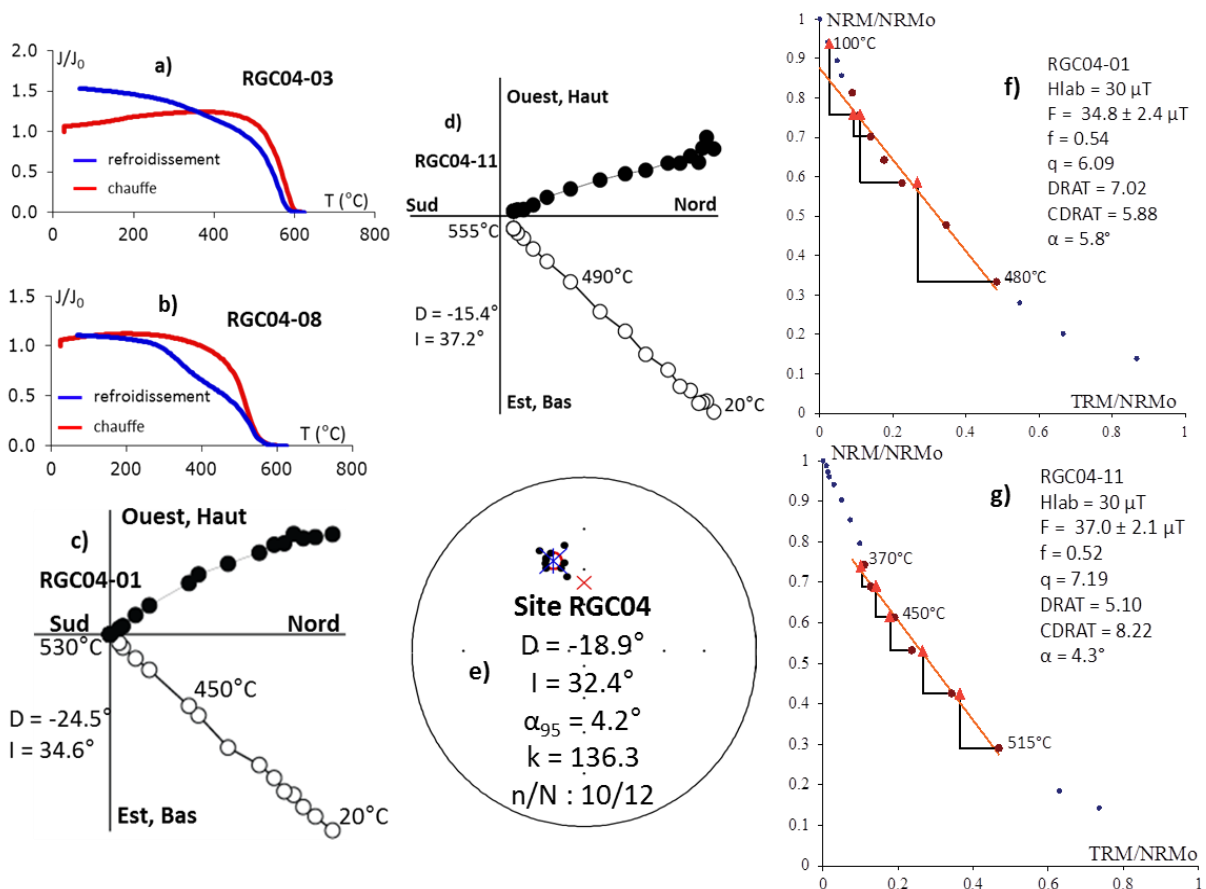 J/J₀
a)
RGC04-03
2.0
1.5
1.0
0.5
0.0
refroidissement
chauffe
T (°C)
0
200
400
600
800
J/J₀
b)
RGC04-08
1.5
1.0
0.5
0.0
refroidissement
chauffe
T (°C)
0
200
400
600
800
c)
Ouest, Haut
RGC04-01
Sud
Nord
530°C
450°C
D = -24.5°
I = 34.6°
20°C
Est, Bas
d)
Ouest, Haut
RGC04-11
Sud
Nord
555°C
490°C
D = -15.4°
I = 37.2°
20°C
Est, Bas
e)
Site RGC04
D = -18.9°
I = 32.4°
α₉₅ = 4.2°
k = 136.3
n/N : 10/12
f)
NRM/NRMo
1
0.9
0.8
0.7
0.6
0.5
0.4
0.3
0.2
0.1
0
100°C
480°C
RGC04-01
Hlab = 30 µT
F = 34.8 ± 2.4 µT
f = 0.54
q = 6.09
DRAT = 7.02
CDRAT = 5.88
α = 5.8°
TRM/NRMo
0
0.2
0.4
0.6
0.8
1
g)
NRM/NRMo
1
0.9
0.8
0.7
0.6
0.5
0.4
0.3
0.2
0.1
0
370°C
450°C
515°C
RGC04-11
Hlab = 30 µT
F = 37.0 ± 2.1 µT
f = 0.52
q = 7.19
DRAT = 5.10
CDRAT = 8.22
α = 4.3°
TRM/NRMo
0
0.2
0.4
0.6
0.8
1